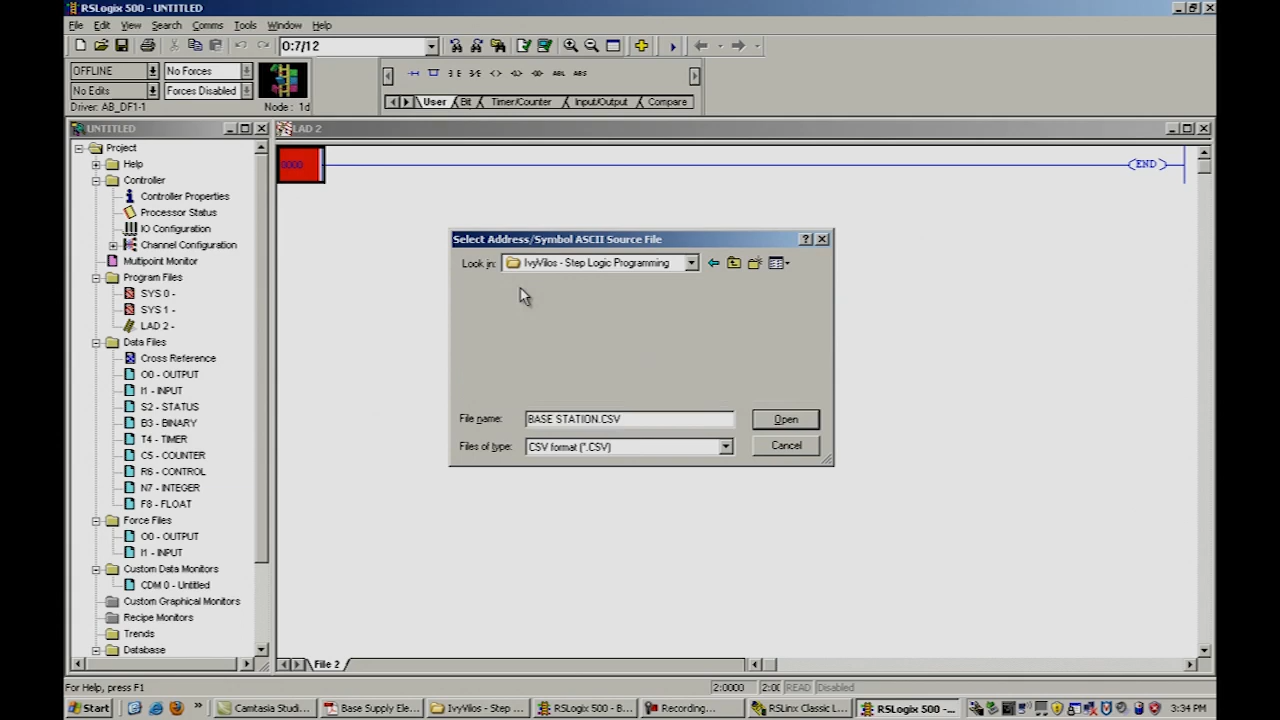 RSLogix 500 - UNTITLED
File Edit View Search Comms Tools Window Help
O:7/12
OFFLINE No Forces
No Edits Forces Disabled
Driver: AB_DF1-1 Node : 1d
User Bit Timer/Counter Input/Output Compare
UNTITLED
LAD 2
Project
Help
Controller
Controller Properties
Processor Status
IO Configuration
Channel Configuration
Multipoint Monitor
Program Files
SYS 0 -
SYS 1 -
LAD 2 -
Data Files
Cross Reference
O0 - OUTPUT
I1 - INPUT
S2 - STATUS
B3 - BINARY
T4 - TIMER
C5 - COUNTER
R6 - CONTROL
N7 - INTEGER
F8 - FLOAT
Force Files
O0 - OUTPUT
I1 - INPUT
Custom Data Monitors
CDM 0 - Untitled
Custom Graphical Monitors
Recipe Monitors
Trends
Database
0000
END
Select Address/Symbol ASCII Source File
Look in: IvyVilos - Step Logic Programming
File name: BASE STATION.CSV Open
Files of type: CSV format (*.CSV) Cancel
File 2
For Help, press F1
2:0000 2:00 READ Disabled
Start Camtasia Studi... Base Supply Ele... IvyVilos - Step ... RSLogix 500 - B... Recording... RSLinx Classic L... RSLogix 500 -... 3:34 PM